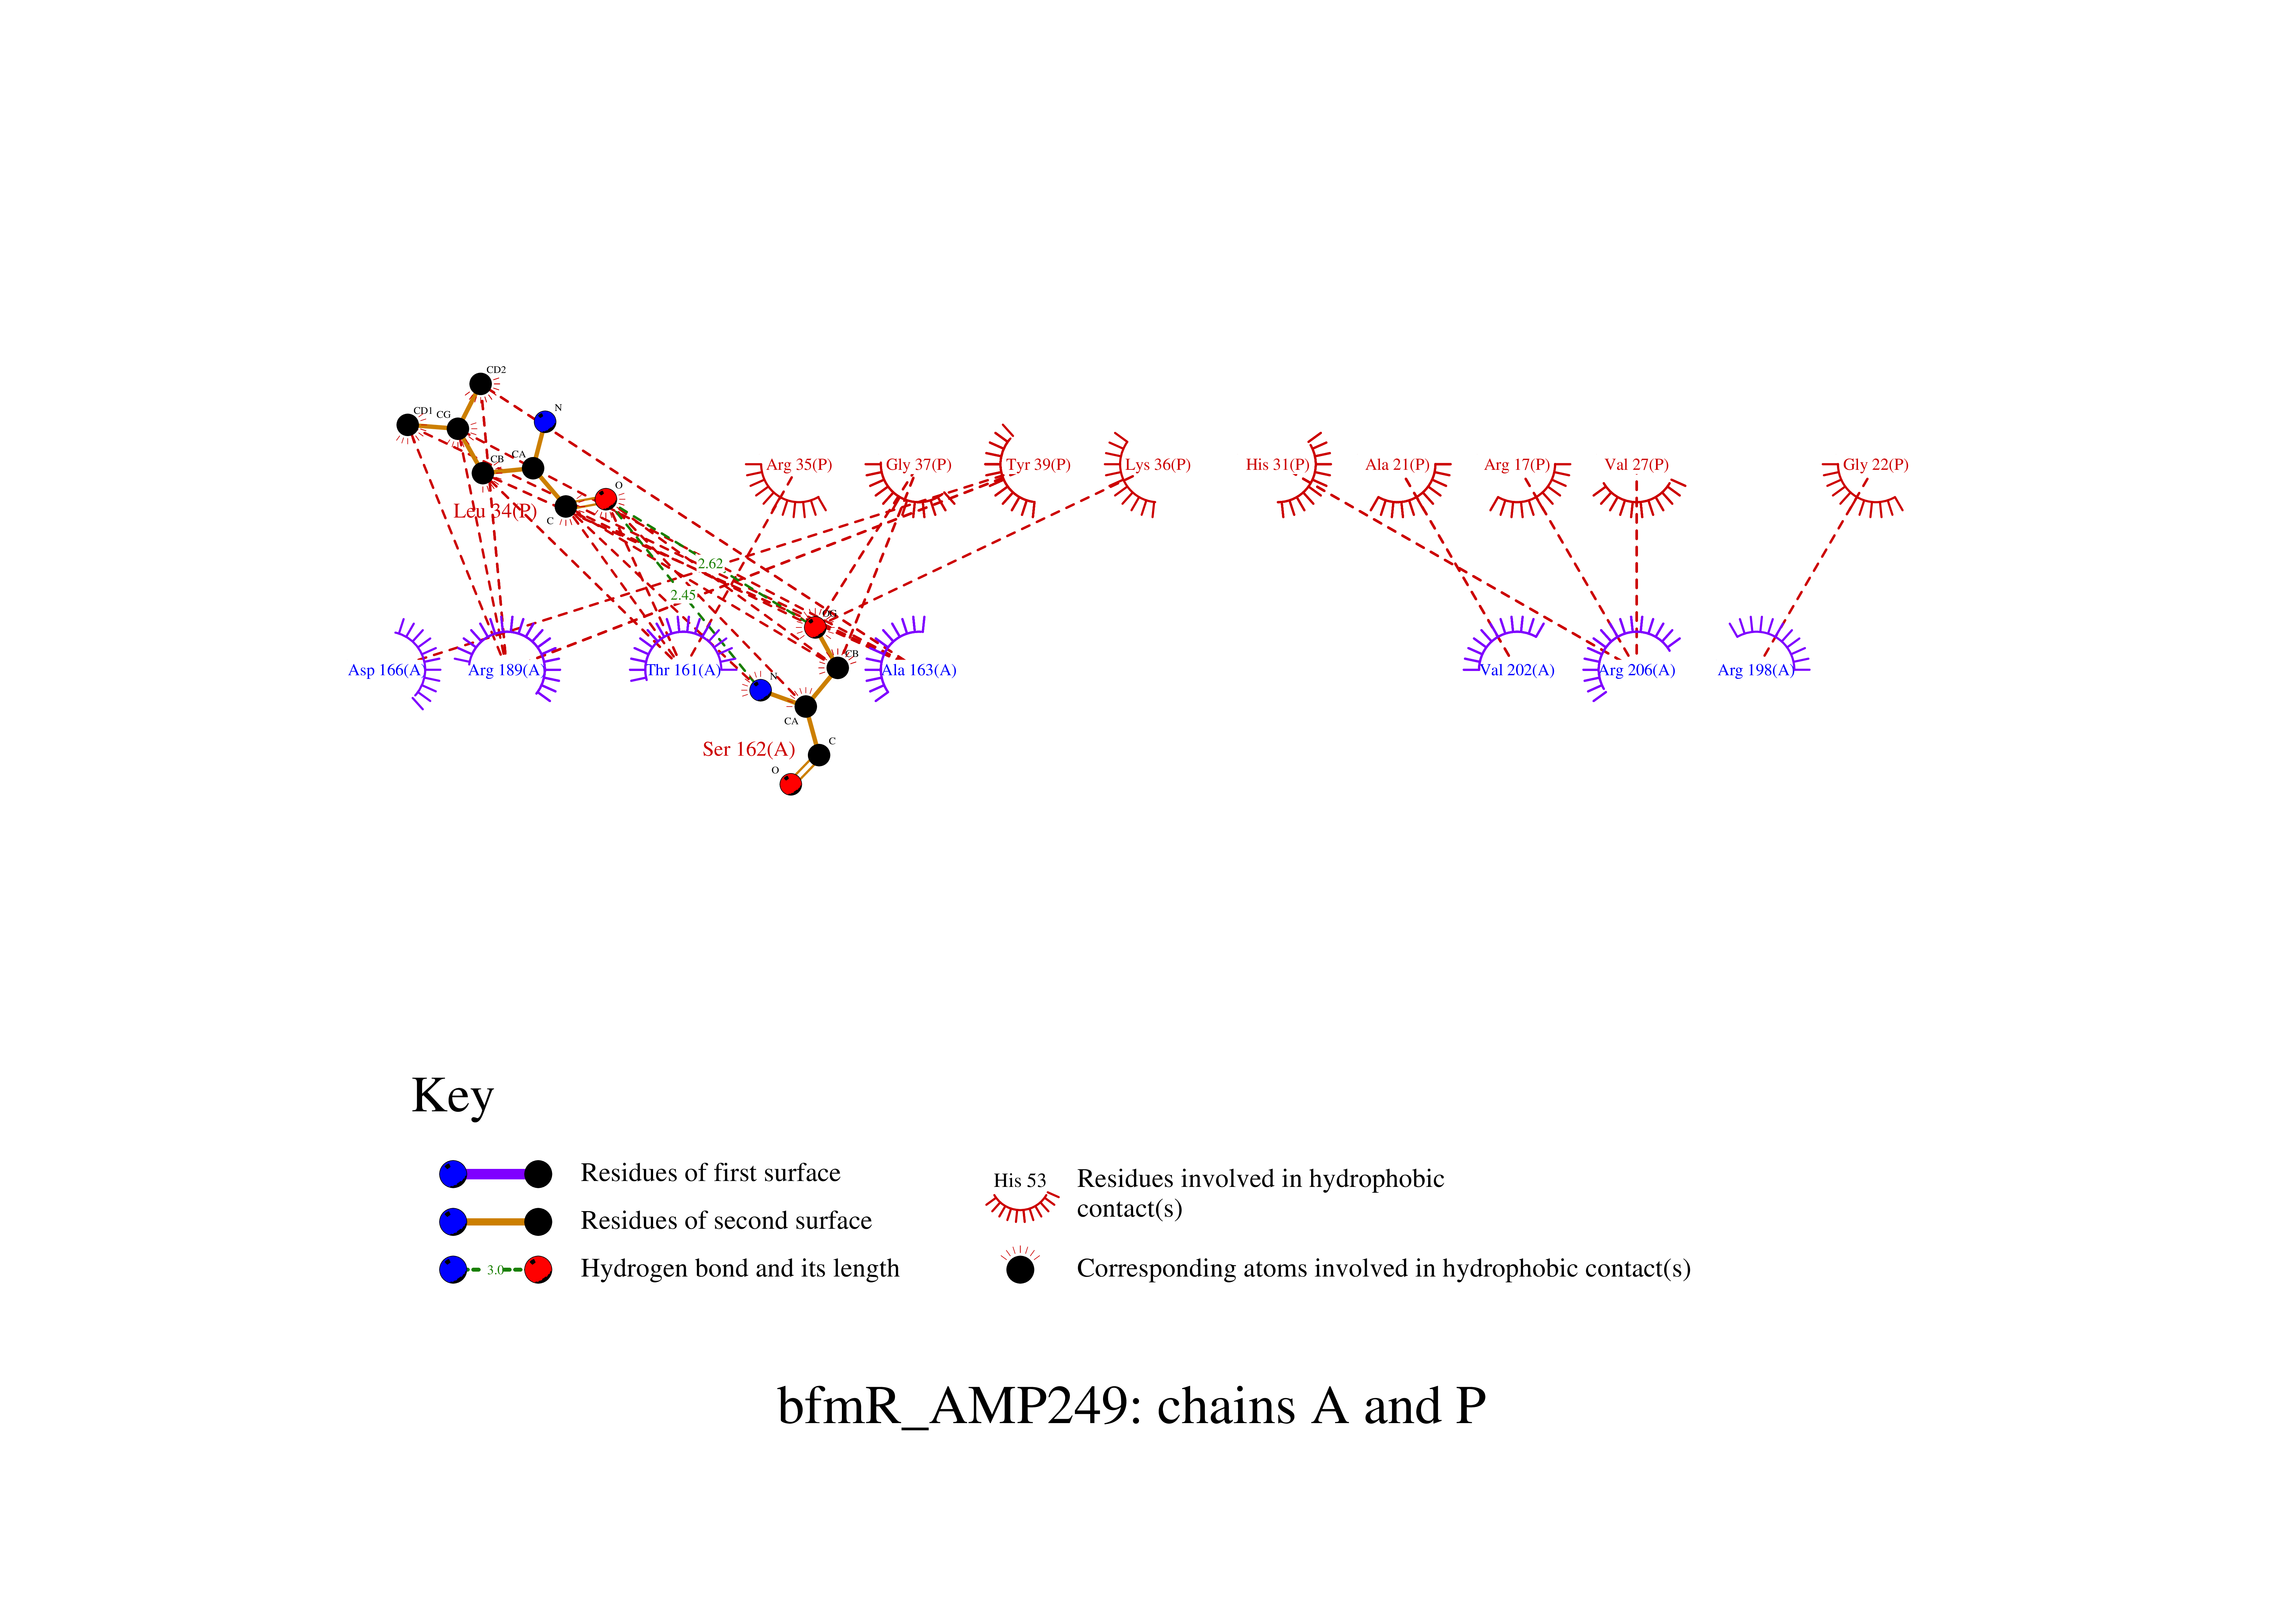 CD2
CD1
CG
N
CB
CA
O
Leu 34(P)
C
Arg 35(P)
Gly 37(P)
Tyr 39(P)
Lys 36(P)
His 31(P)
Ala 21(P)
Arg 17(P)
Val 27(P)
Gly 22(P)
2.62
2.45
OG
CB
Asp 166(A)
Arg 189(A)
Thr 161(A)
N
Ala 163(A)
Val 202(A)
Arg 206(A)
Arg 198(A)
CA
Ser 162(A)
C
O
Key
Residues of first surface
Residues of second surface
3.0
Hydrogen bond and its length
His 53
Residues involved in hydrophobic
contact(s)
Corresponding atoms involved in hydrophobic contact(s)
bfmR_AMP249: chains A and P